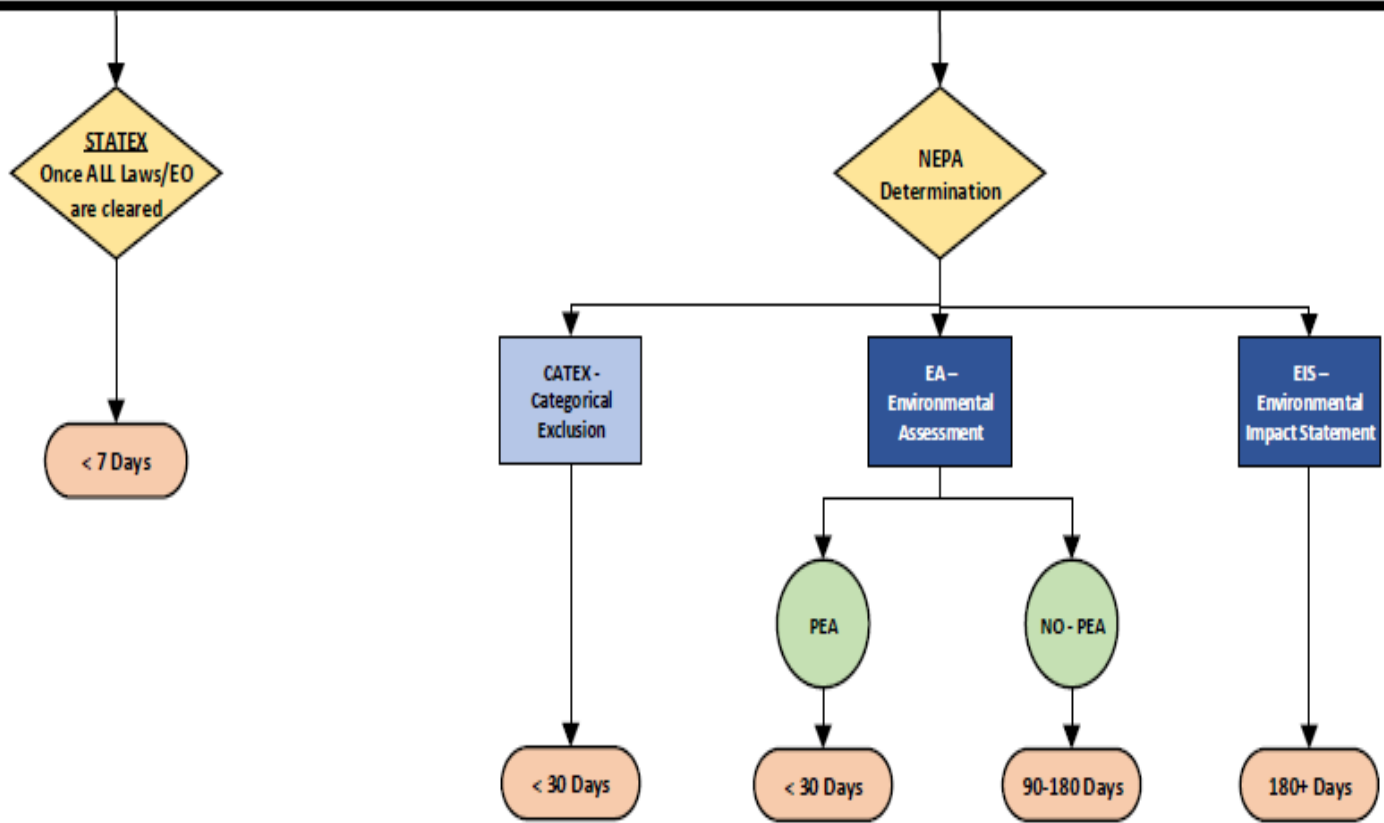 STATEX
Once ALL Laws/EO
are cleared
NEPA
Determination
CATEX -
Categorical
Exclusion
EA –
Environmental
Assessment
EIS –
Environmental
Impact Statement
< 7 Days
PEA
NO - PEA
< 30 Days
< 30 Days
90-180 Days
180+ Days